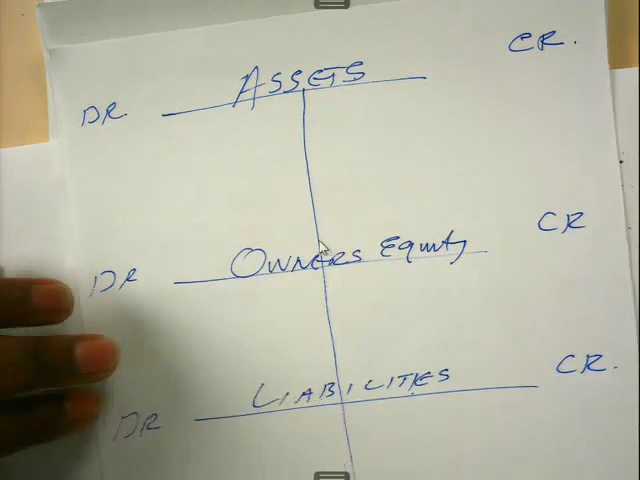 CR.
ASSETS
DR.
CR
OWNERS Equity
DR
CR.
LIABILITIES
DR